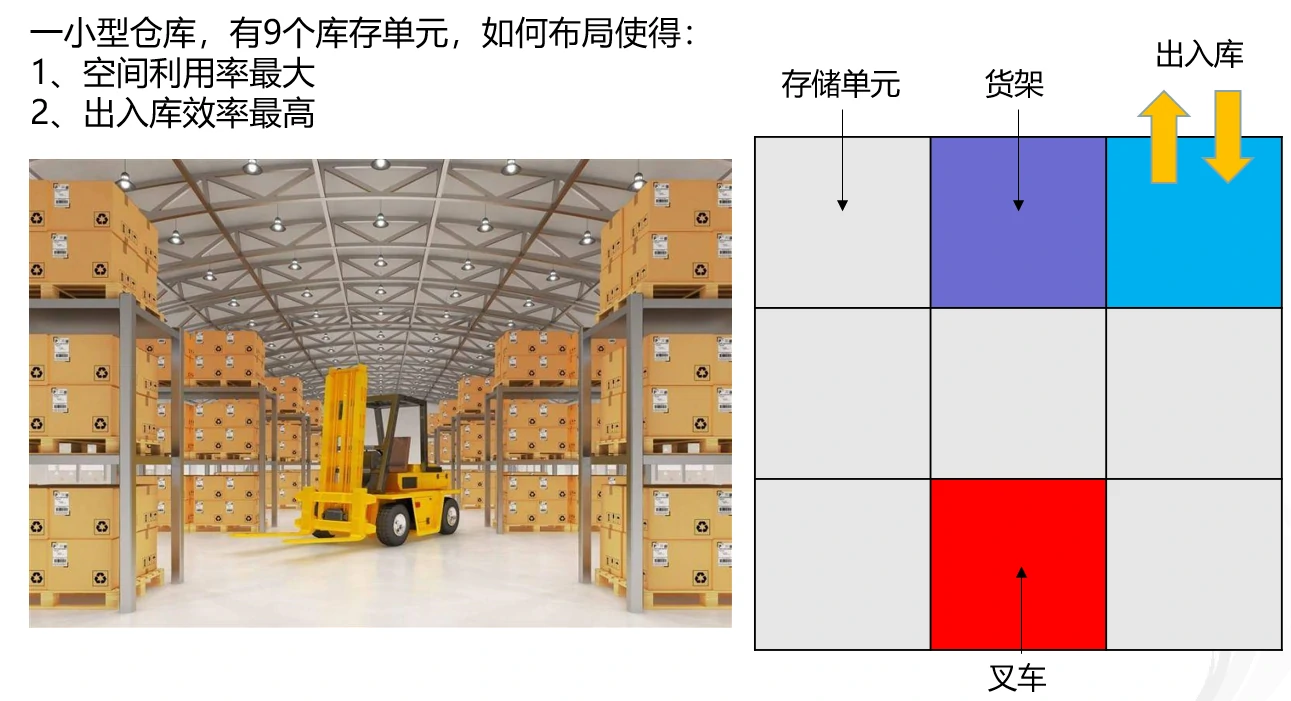 一小型仓库，有9个库存单元，如何布局使得：
1、空间利用率最大
2、出入库效率最高
存储单元
货架
出入库
叉车